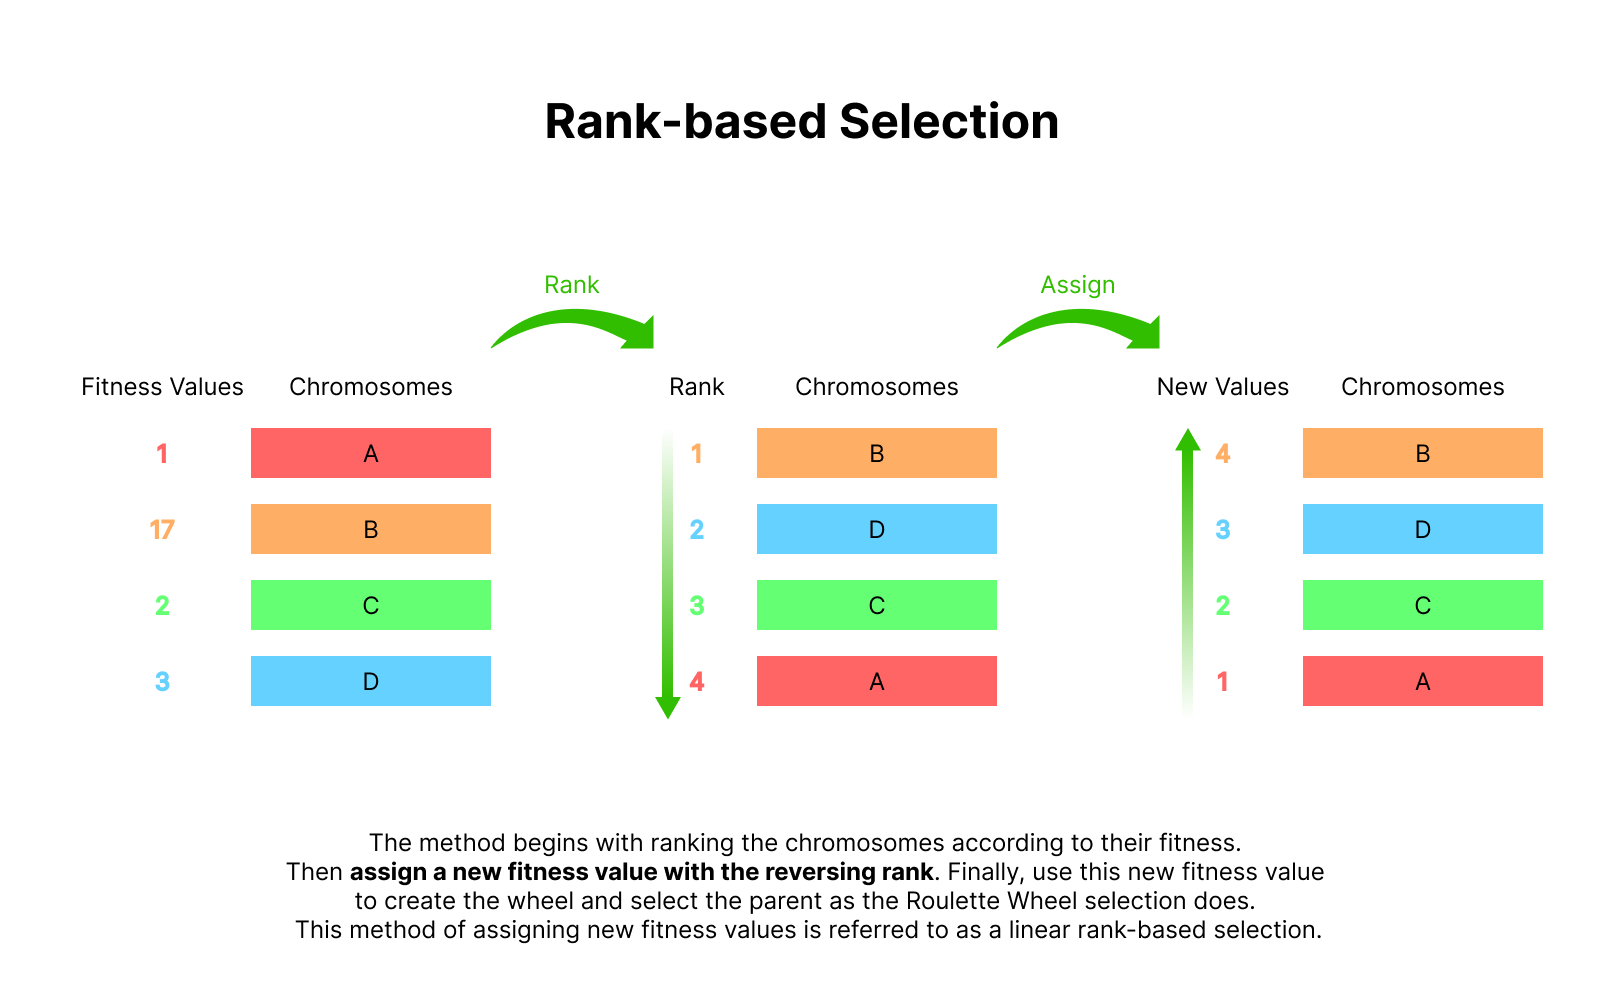 Rank-based Selection
Rank
Assign
Fitness Values Chromosomes Rank Chromosomes New Values Chromosomes
1 A 1 B 4 B
17 B 2 D 3 D
2 C 3 C 2 C
3 D 4 A 1 A
The method begins with ranking the chromosomes according to their fitness.
Then assign a new fitness value with the reversing rank. Finally, use this new fitness value
to create the wheel and select the parent as the Roulette Wheel selection does.
This method of assigning new fitness values is referred to as a linear rank-based selection.